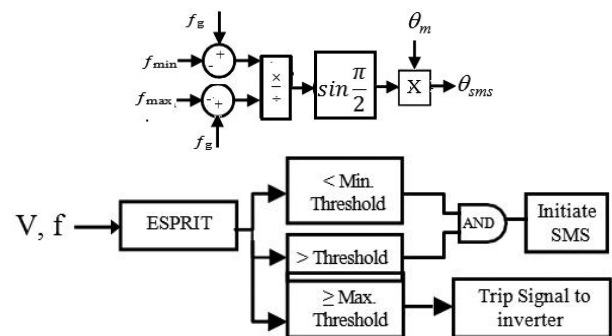 f_g
θ_m
+
-
f_min
×
÷
sin π/2
X
θ_sms
f_max
-
+
f_g
V, f
ESPRIT
< Min.
Threshold
> Threshold
≥ Max.
Threshold
AND
Initiate
SMS
Trip Signal to
inverter